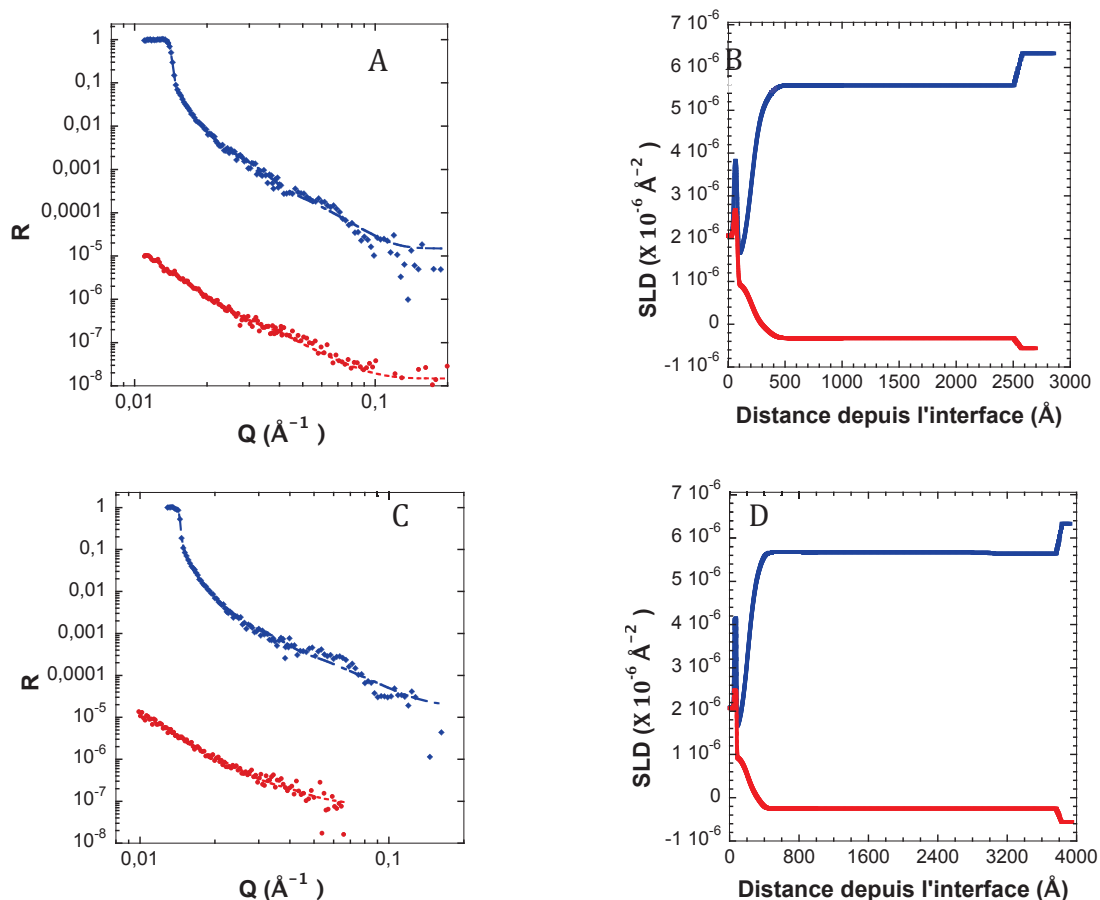 A
1
0,1
0,01
0,001
0,0001
10⁻⁵
10⁻⁶
10⁻⁷
10⁻⁸
R
0,01
0,1
Q (Å⁻¹ )
B
7 10⁻⁶
6 10⁻⁶
5 10⁻⁶
4 10⁻⁶
3 10⁻⁶
2 10⁻⁶
1 10⁻⁶
0
-1 10⁻⁶
SLD (X 10⁻⁶ Å⁻²)
0 500 1000 1500 2000 2500 3000
Distance depuis l'interface (Å)
C
1
0,1
0,01
0,001
0,0001
10⁻⁵
10⁻⁶
10⁻⁷
10⁻⁸
R
0,01
0,1
Q (Å⁻¹ )
D
7 10⁻⁶
6 10⁻⁶
5 10⁻⁶
4 10⁻⁶
3 10⁻⁶
2 10⁻⁶
1 10⁻⁶
0
-1 10⁻⁶
SLD (X 10⁻⁶ Å⁻²)
0 800 1600 2400 3200 4000
Distance depuis l'interface (Å)